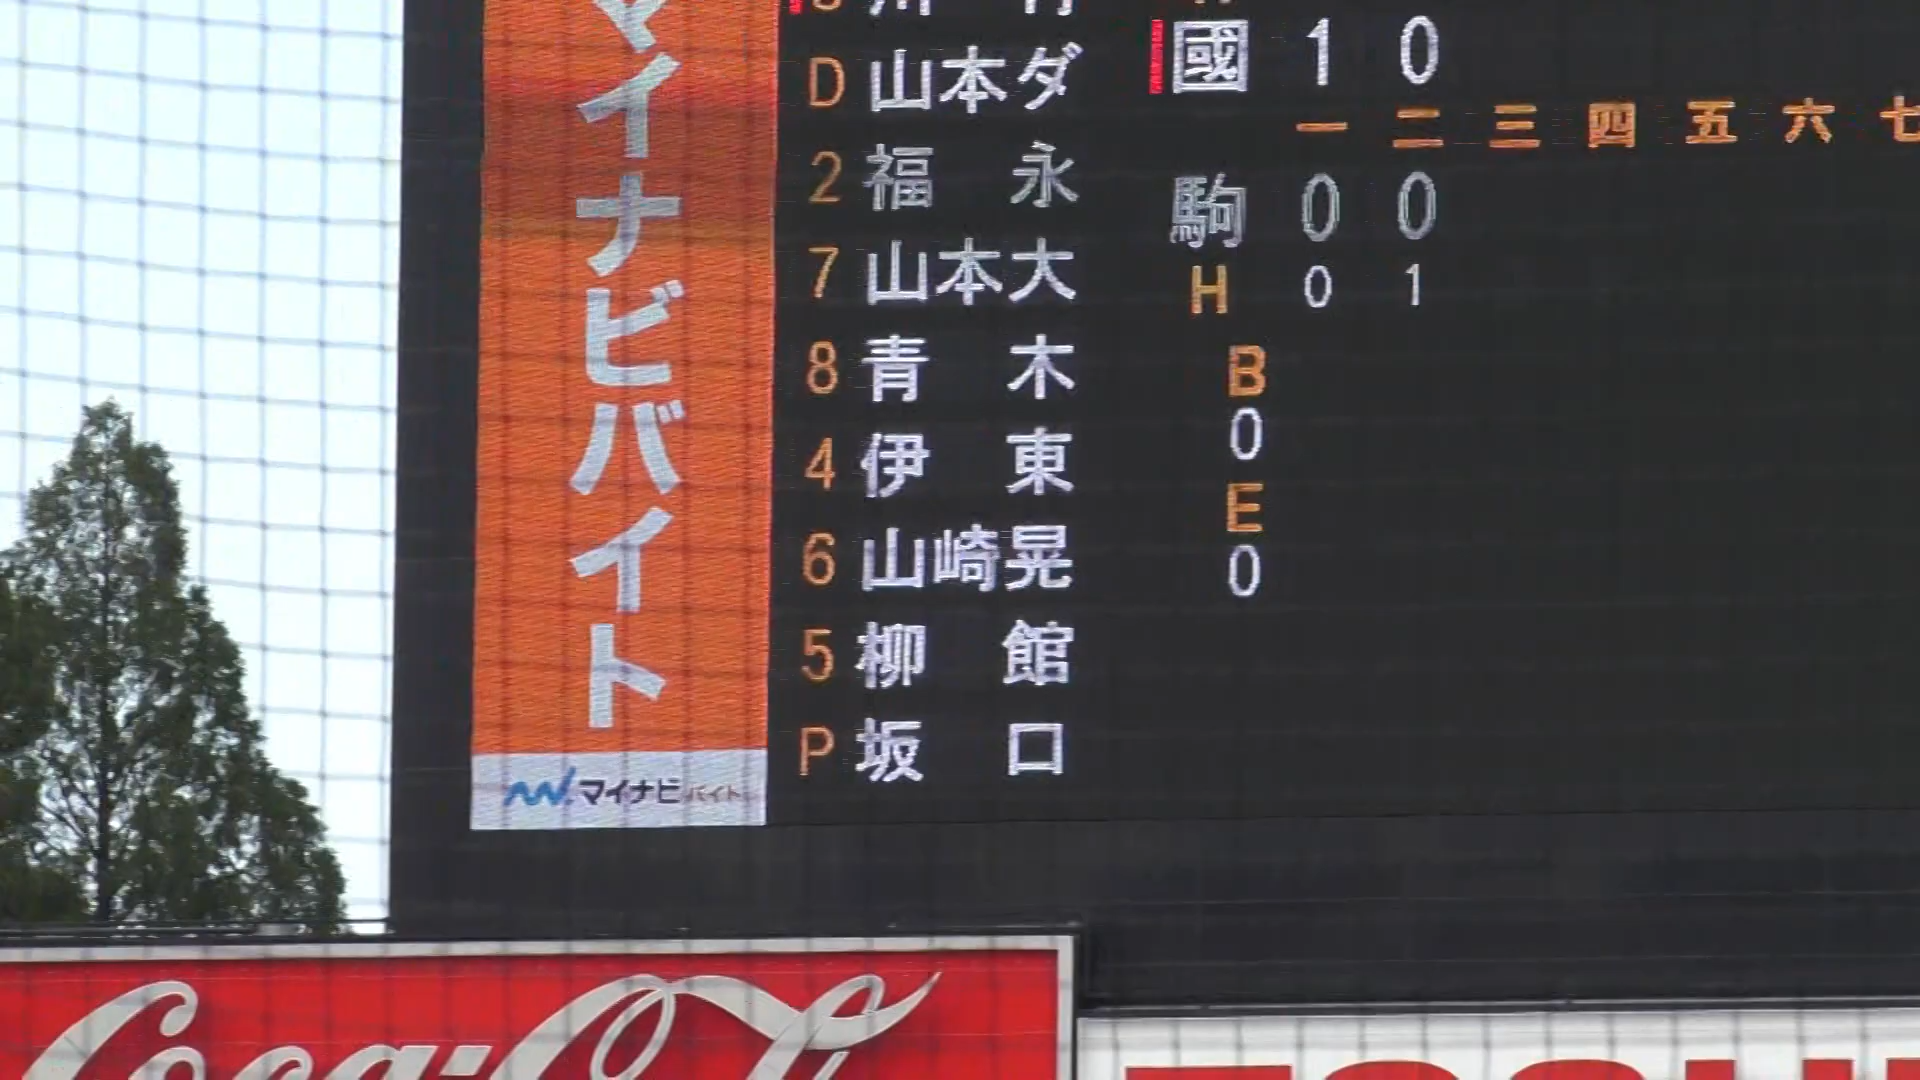 マイナビバイト
D 山本ダ
2 福永
7 山本大
8 青木
4 伊東
6 山崎晃
5 柳館
P 坂口
國 1 0
一 二 三 四 五 六 七
駒 0 0
H 0 1
B
0
E
0
マイナビバイト
Coca-Co